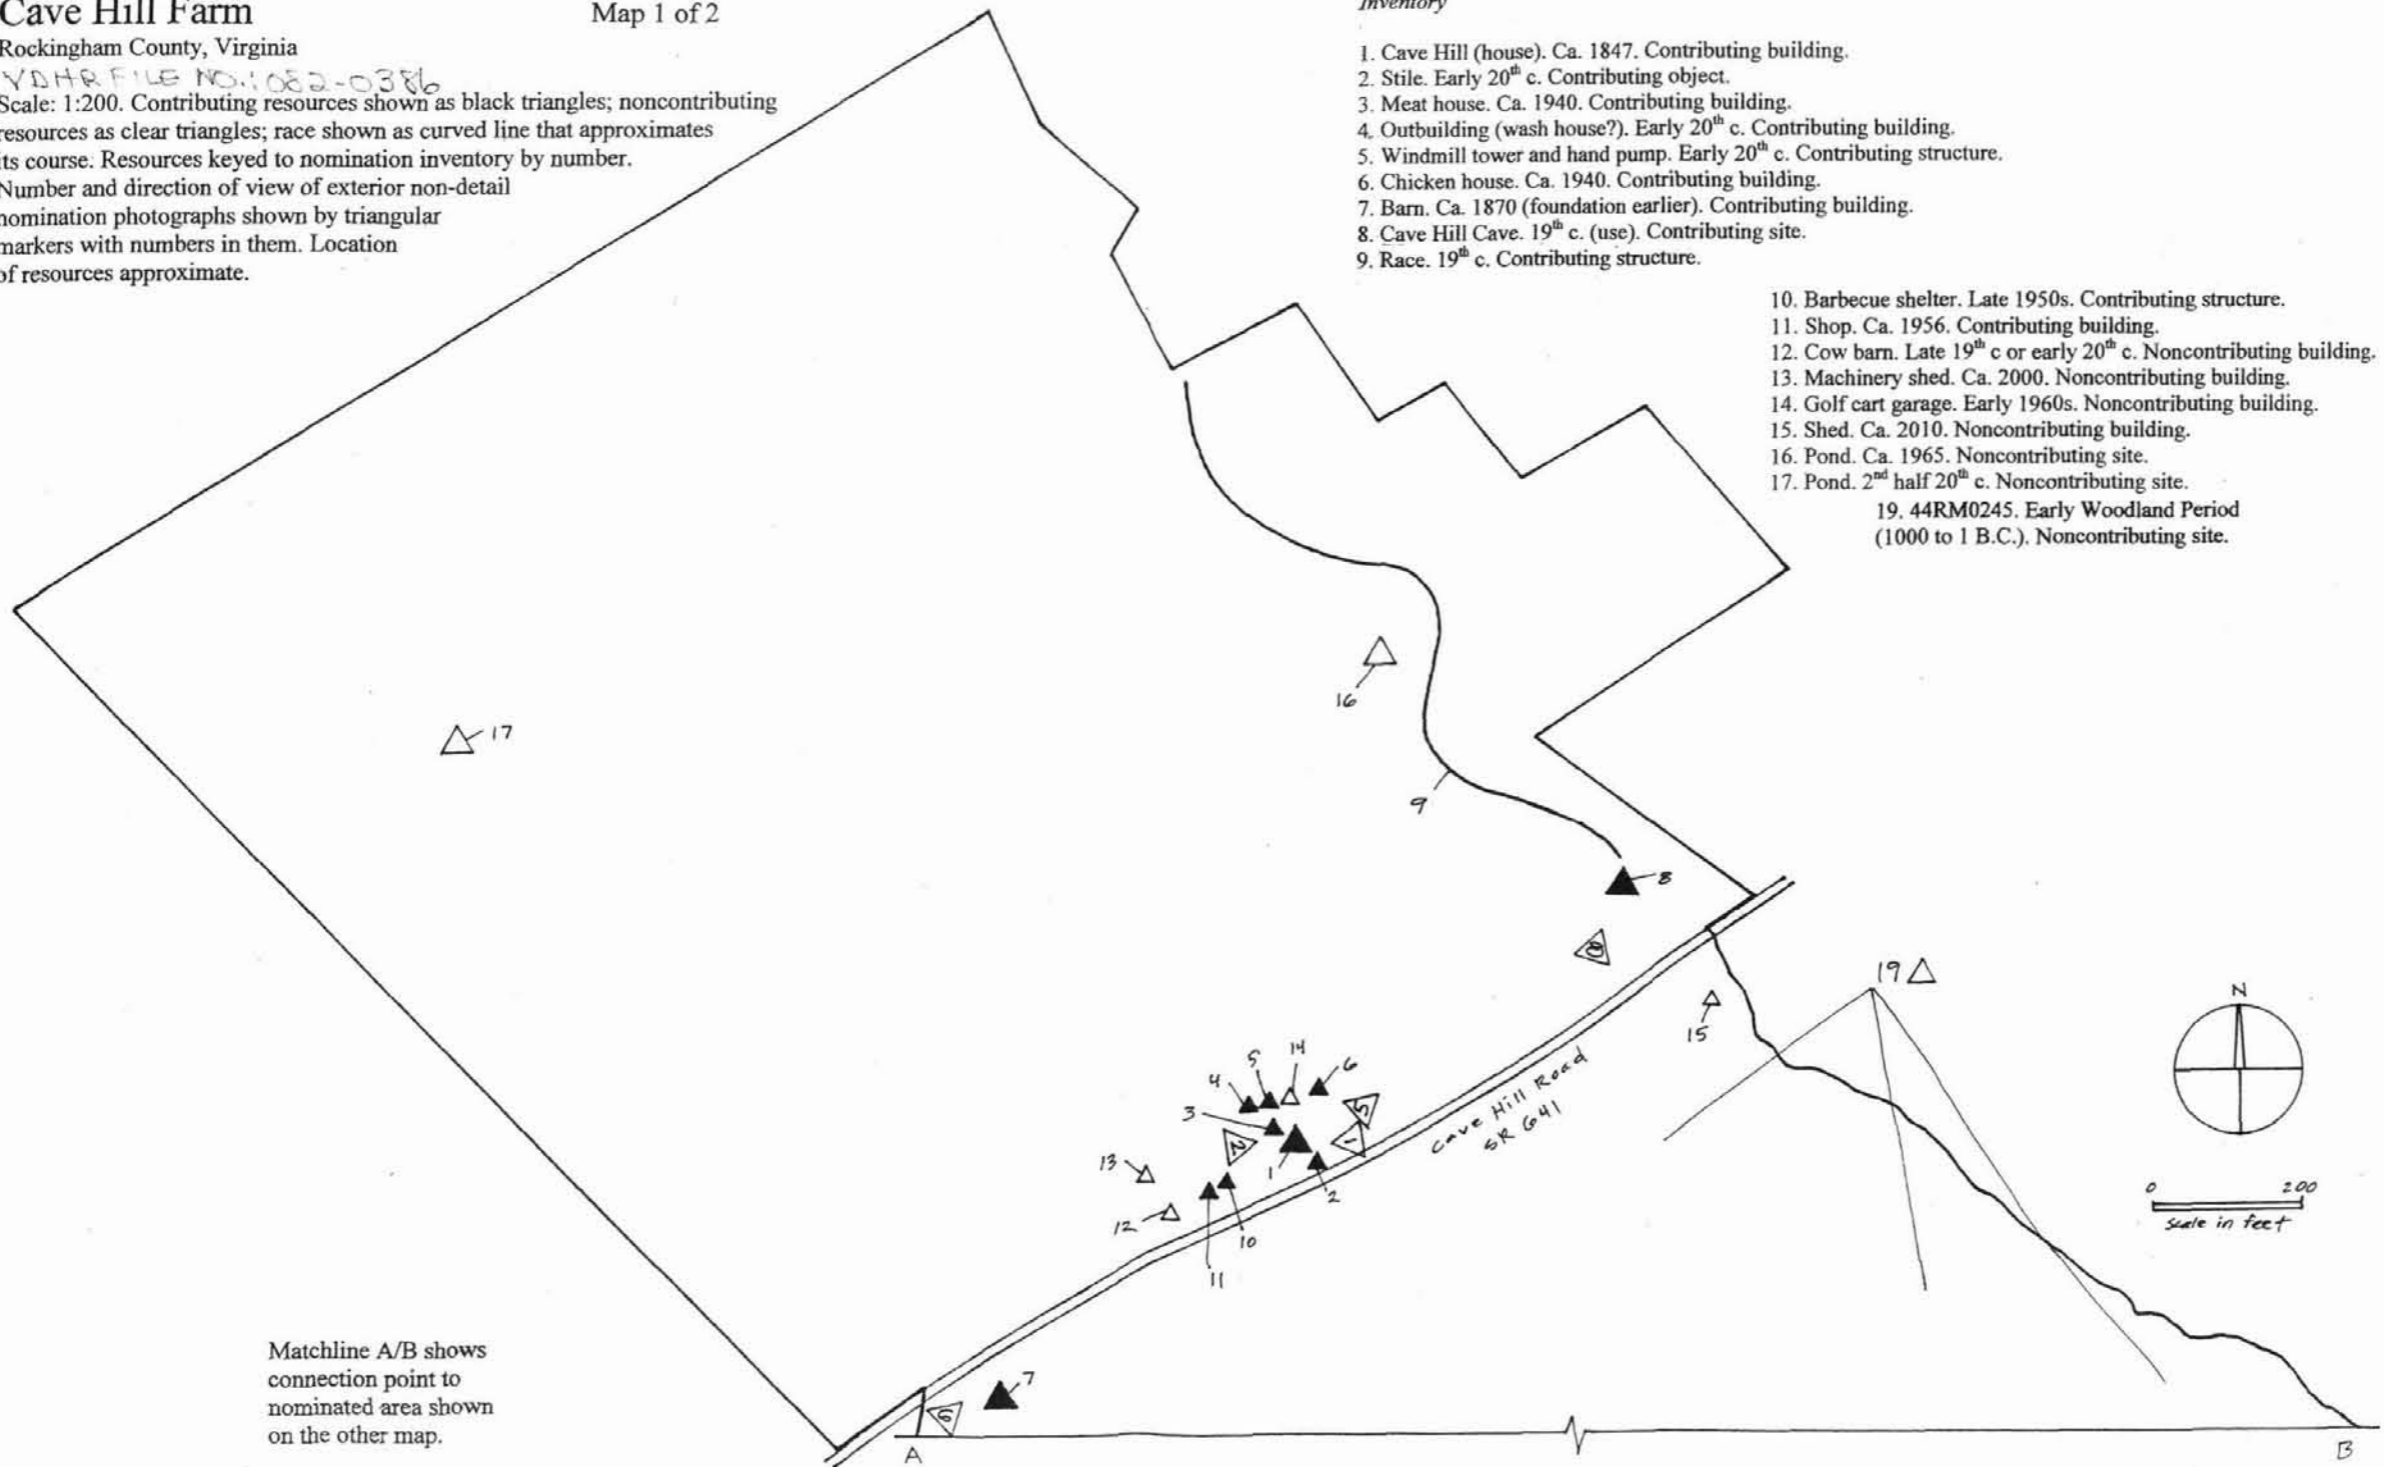 Cave Hill Farm
Map 1 of 2
Rockingham County, Virginia
VDHR FILE NO.: 082-0386
Scale: 1:200. Contributing resources shown as black triangles; noncontributing
resources as clear triangles; race shown as curved line that approximates
its course. Resources keyed to nomination inventory by number.
Number and direction of view of exterior non-detail
nomination photographs shown by triangular
markers with numbers in them. Location
of resources approximate.
Inventory
1. Cave Hill (house). Ca. 1847. Contributing building.
2. Stile. Early 20th c. Contributing object.
3. Meat house. Ca. 1940. Contributing building.
4. Outbuilding (wash house?). Early 20th c. Contributing building.
5. Windmill tower and hand pump. Early 20th c. Contributing structure.
6. Chicken house. Ca. 1940. Contributing building.
7. Barn. Ca. 1870 (foundation earlier). Contributing building.
8. Cave Hill Cave. 19th c. (use). Contributing site.
9. Race. 19th c. Contributing structure.
10. Barbecue shelter. Late 1950s. Contributing structure.
11. Shop. Ca. 1956. Contributing building.
12. Cow barn. Late 19th c or early 20th c. Noncontributing building.
13. Machinery shed. Ca. 2000. Noncontributing building.
14. Golf cart garage. Early 1960s. Noncontributing building.
15. Shed. Ca. 2010. Noncontributing building.
16. Pond. Ca. 1965. Noncontributing site.
17. Pond. 2nd half 20th c. Noncontributing site.
19. 44RM0245. Early Woodland Period
(1000 to 1 B.C.). Noncontributing site.
16
17
9
8
8
19
15
N
5
14
6
4
3
5
2
1
1
2
13
12
10
11
Cave Hill Road
SR 641
0 200
scale in feet
7
6
Matchline A/B shows
connection point to
nominated area shown
on the other map.
A
B